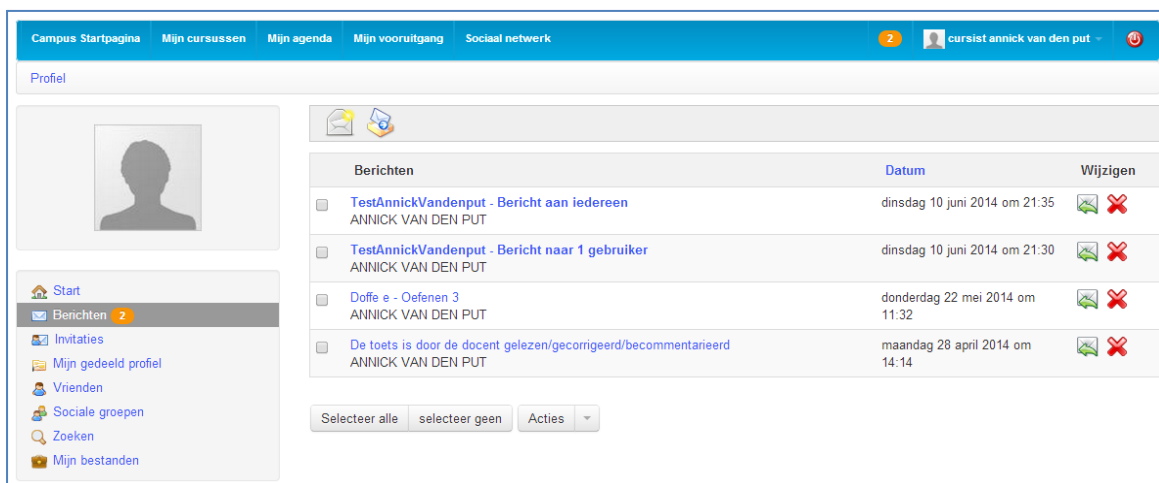 Campus Startpagina Mijn cursussen Mijn agenda Mijn vooruitgang Sociaal netwerk 2 cursist annick van den put
Profiel
Berichten Datum Wijzigen
TestAnnickVandenput - Bericht aan iedereen dinsdag 10 juni 2014 om 21:35
ANNICK VAN DEN PUT
TestAnnickVandenput - Bericht naar 1 gebruiker dinsdag 10 juni 2014 om 21:30
ANNICK VAN DEN PUT
Doffe e - Oefenen 3 donderdag 22 mei 2014 om
ANNICK VAN DEN PUT 11:32
De toets is door de docent gelezen/gecorrigeerd/becommentarieerd maandag 28 april 2014 om
ANNICK VAN DEN PUT 14:14
Selecteer alle selecteer geen Acties
Start
Berichten 2
Invitaties
Mijn gedeeld profiel
Vrienden
Sociale groepen
Zoeken
Mijn bestanden